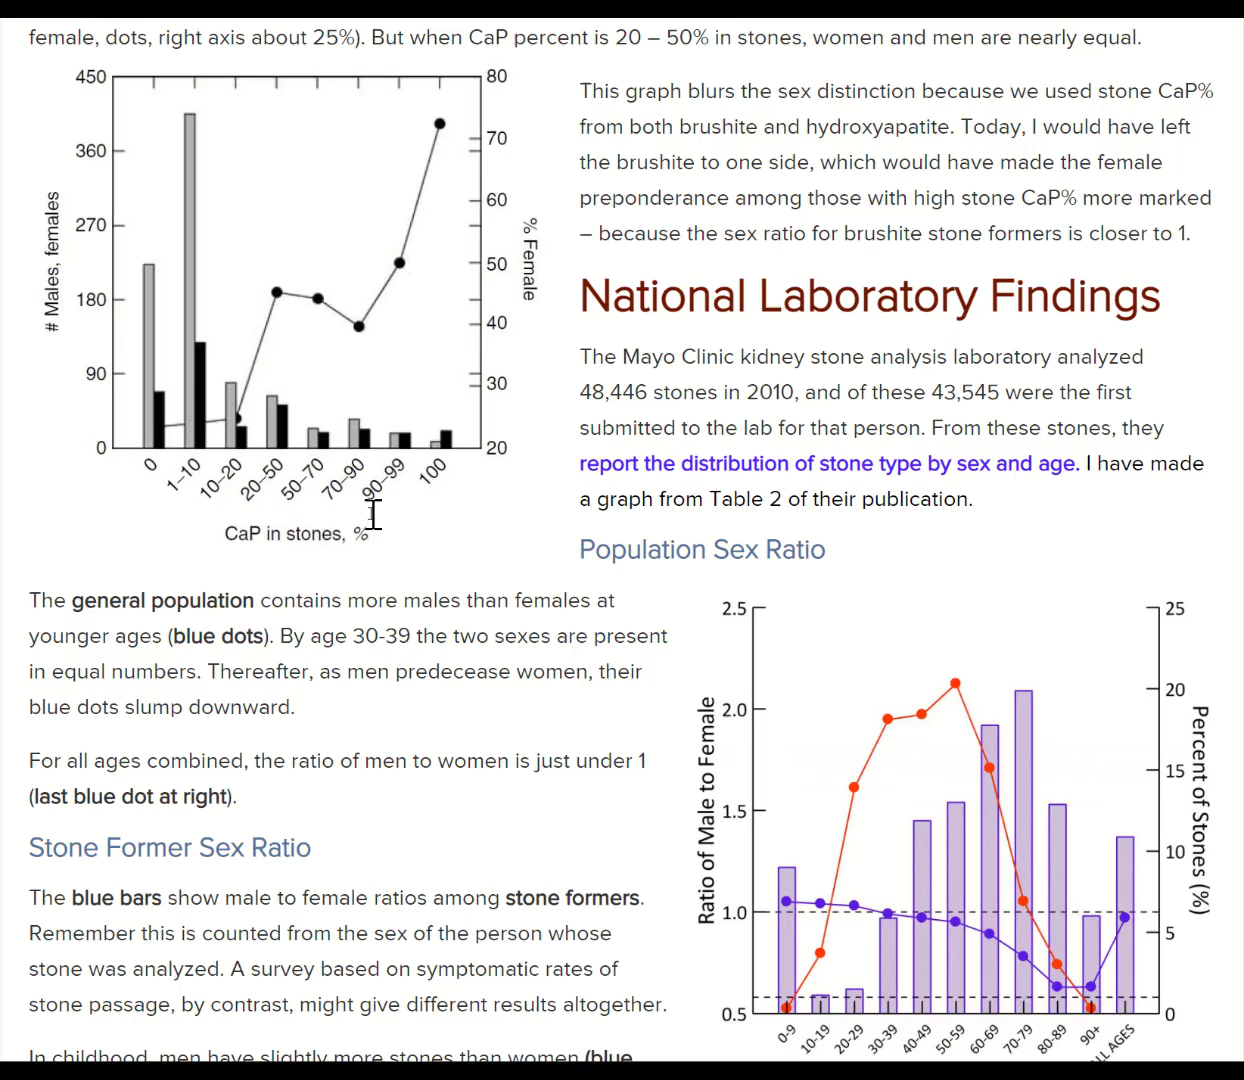 female, dots, right axis about 25%). But when CaP percent is 20 – 50% in stones, women and men are nearly equal.
450
360
270
180
90
0
# Males, females
80
70
60
50
40
30
20
% Female
0
1–10
10–20
20–50
50–70
70–90
90–99
100
CaP in stones, %
This graph blurs the sex distinction because we used stone CaP%
from both brushite and hydroxyapatite. Today, I would have left
the brushite to one side, which would have made the female
preponderance among those with high stone CaP% more marked
– because the sex ratio for brushite stone formers is closer to 1.
National Laboratory Findings
The Mayo Clinic kidney stone analysis laboratory analyzed
48,446 stones in 2010, and of these 43,545 were the first
submitted to the lab for that person. From these stones, they
report the distribution of stone type by sex and age. I have made
a graph from Table 2 of their publication.
Population Sex Ratio
The general population contains more males than females at
younger ages (blue dots). By age 30-39 the two sexes are present
in equal numbers. Thereafter, as men predecease women, their
blue dots slump downward.
For all ages combined, the ratio of men to women is just under 1
(last blue dot at right).
Stone Former Sex Ratio
The blue bars show male to female ratios among stone formers.
Remember this is counted from the sex of the person whose
stone was analyzed. A survey based on symptomatic rates of
stone passage, by contrast, might give different results altogether.
In childhood, men have slightly more stones than women (blue
2.5
2.0
1.5
1.0
0.5
Ratio of Male to Female
25
20
15
10
5
0
Percent of Stones (%)
0-9
10-19
20-29
30-39
40-49
50-59
60-69
70-79
80-89
90+
LL AGES